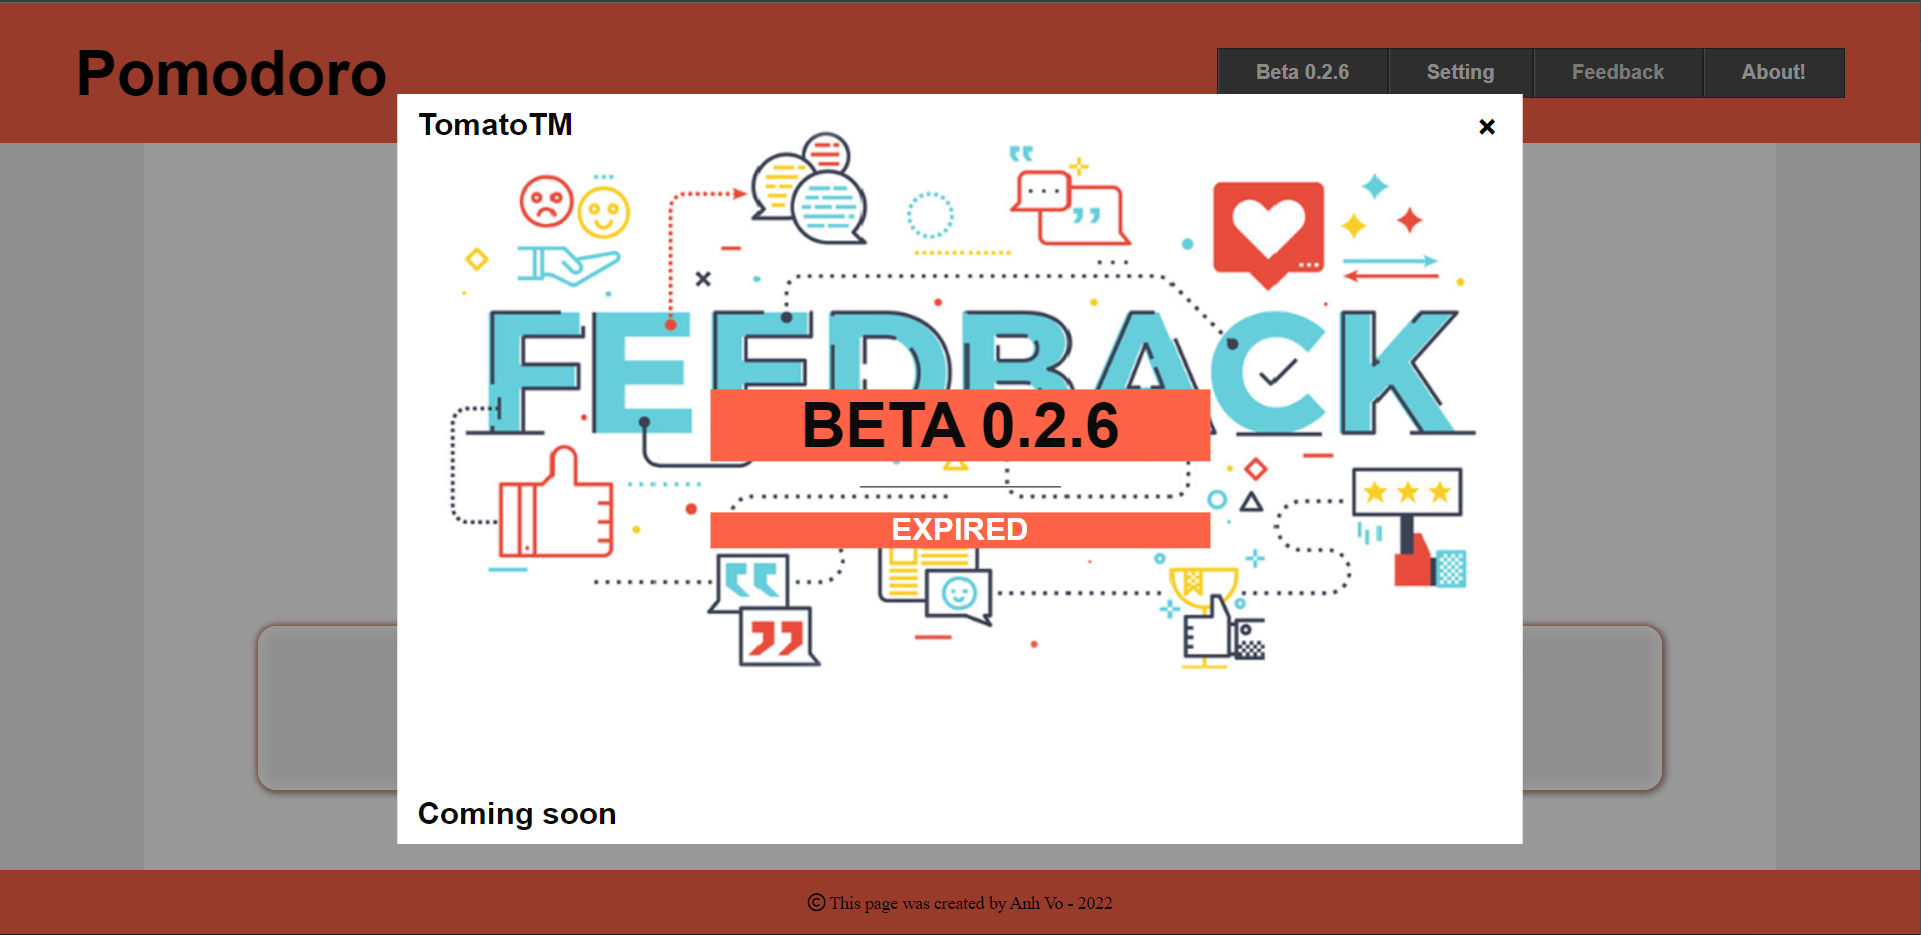 Pomodoro
Beta 0.2.6
Setting
Feedback
About!
TomatoTM
×
FEEDBACK
BETA 0.2.6
EXPIRED
Coming soon
© This page was created by Anh Vo - 2022